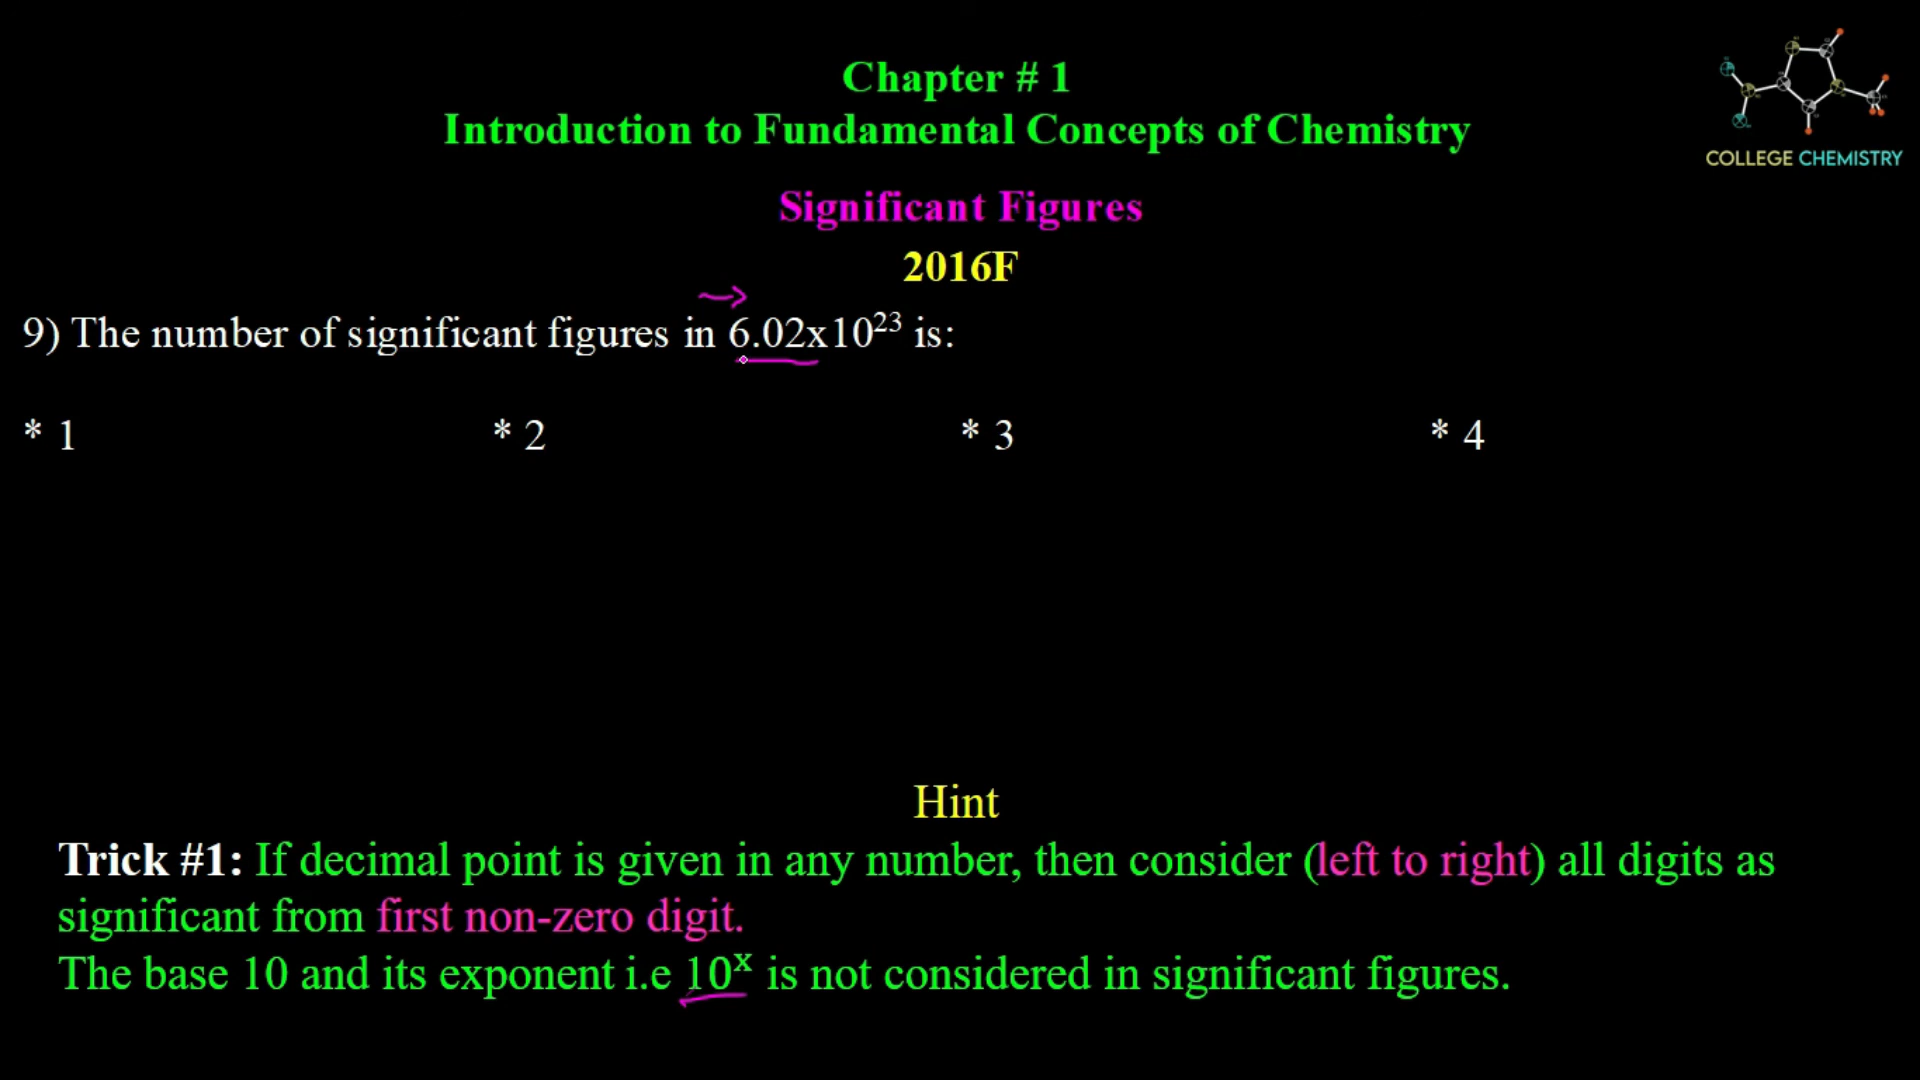 Chapter # 1
Introduction to Fundamental Concepts of Chemistry
COLLEGE CHEMISTRY
Significant Figures
2016F
9) The number of significant figures in 6.02x10²³ is:
* 1 * 2 * 3 * 4
Hint
Trick #1: If decimal point is given in any number, then consider (left to right) all digits as
significant from first non-zero digit.
The base 10 and its exponent i.e 10ˣ is not considered in significant figures.